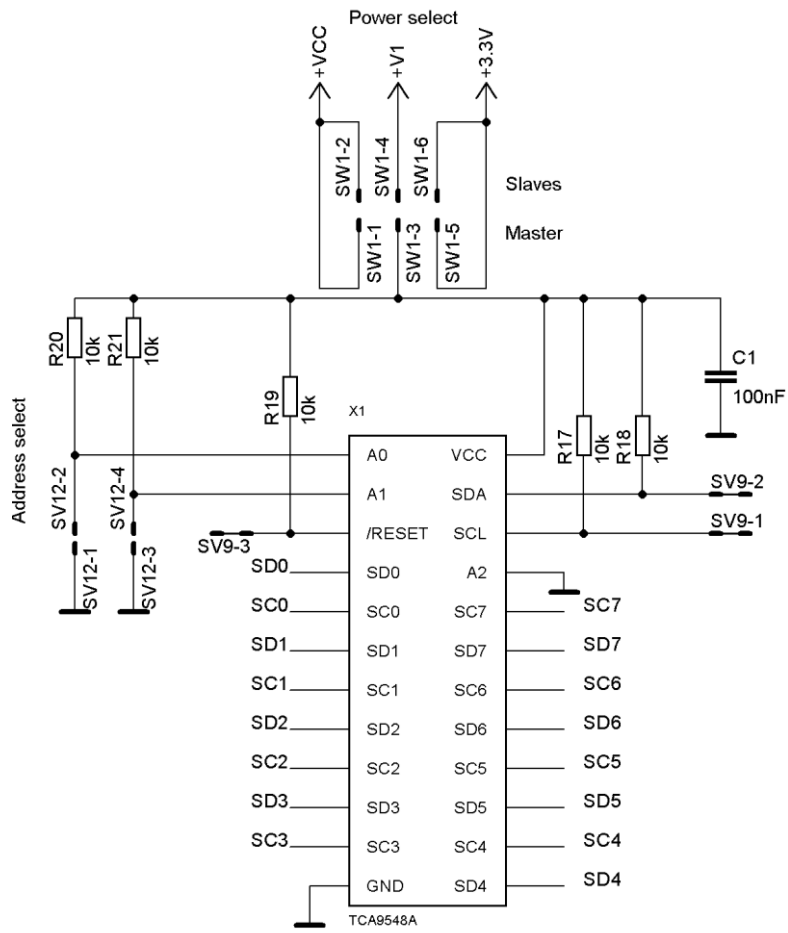 Power select
+VCC
+V1
+3.3V
SW1-2
SW1-4
SW1-6
Slaves
SW1-1
SW1-3
SW1-5
Master
R20
10k
R21
10k
R19
10k
R17
10k
R18
10k
C1
100nF
Address select
SV12-2
SV12-4
SV12-1
SV12-3
X1
A0
VCC
A1
SDA
SV9-2
/RESET
SCL
SV9-1
SV9-3
SD0
SD0
A2
SC0
SC0
SC7
SC7
SD1
SD1
SD7
SD7
SC1
SC1
SC6
SC6
SD2
SD2
SD6
SD6
SC2
SC2
SC5
SC5
SD3
SD3
SD5
SD5
SC3
SC3
SC4
SC4
GND
SD4
SD4
TCA9548A